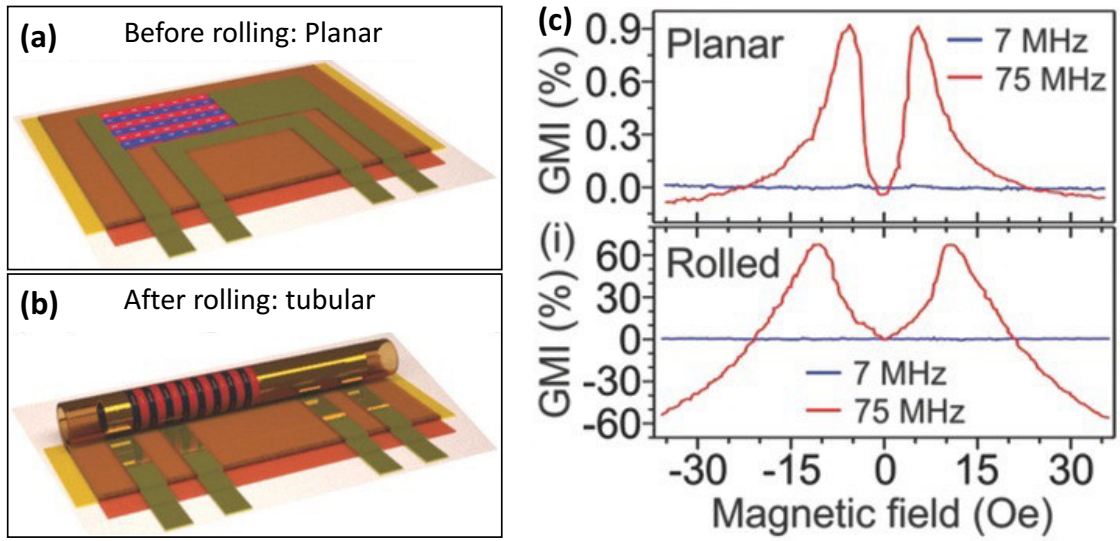 (a) Before rolling: Planar
(b) After rolling: tubular
(c)
GMI (%)
0.9
0.6
0.3
0.0
Planar
7 MHz
75 MHz
(i)
GMI (%)
60
30
0
-30
-60
Rolled
7 MHz
75 MHz
-30 -15 0 15 30
Magnetic field (Oe)